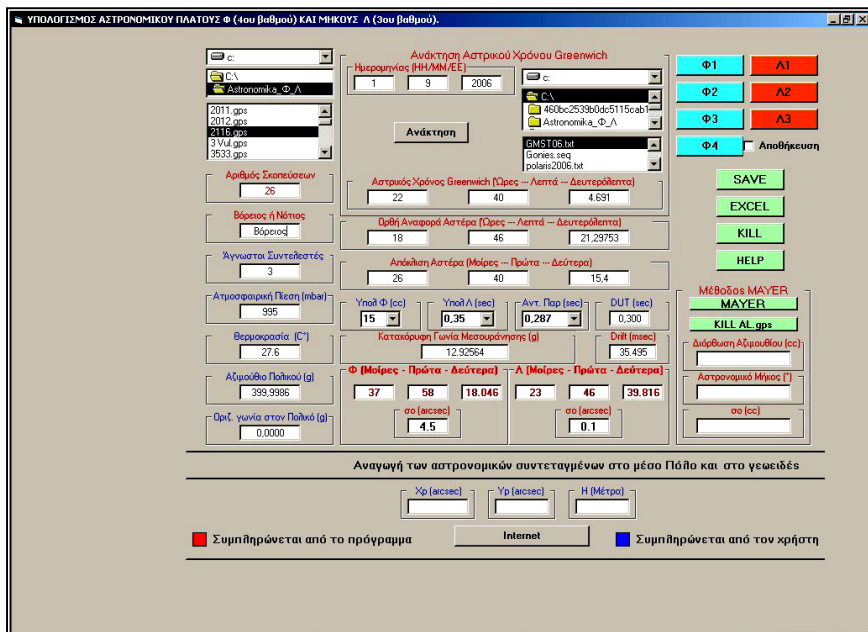 ΥΠΟΛΟΓΙΣΜΟΣ ΑΣΤΡΟΝΟΜΙΚΟΥ ΠΛΑΤΟΥΣ Φ (4ου βαθμού) ΚΑΙ ΜΗΚΟΥΣ Λ (3ου βαθμού).
c:
C:\
Astronomika_Φ_Λ
2011.gps
2012.gps
2116.gps
3 Vul.gps
3533.gps
Αριθμός Σκοπεύσεων
26
Βόρειος ή Νότιος
Βόρειος
Άγνωστοι Συντελεστές
3
Ατμοσφαιρική Πίεση (mbar)
995
Θερμοκρασία (C°)
27.6
Αζιμούθιο Πολικού (g)
399,9986
Οριζ. γωνία στον Πολικό (g)
0,0000
Ανάκτηση Αστρικού Χρόνου Greenwich
Ημερομηνίας (ΗΗ/ΜΜ/ΕΕ)
1 9 2006
Ανάκτηση
c:
C:\
460bc2539b0dc5115cab1
Astronomika_Φ_Λ
GMST06.txt
Gonies.seq
polaris2006.txt
Αστρικός Χρόνος Greenwich (Ώρες --- Λεπτά --- Δευτερόλεπτα)
22 40 4.691
Ορθή Αναφορά Αστέρα (Ώρες --- Λεπτά --- Δευτερόλεπτα)
18 46 21,29753
Απόκλιση Αστέρα (Μοίρες --- Πρώτα --- Δεύτερα)
26 40 15,4
Υπολ Φ (cc) Υπολ Λ (sec) Αντ. Παρ (sec) DUT (sec)
15 0,35 0,287 0,300
Κατακόρυφη Γωνία Μεσουράνησης (g) Drift (msec)
12.92564 35.495
Φ (Μοίρες - Πρώτα - Δεύτερα) Λ (Μοίρες - Πρώτα - Δεύτερα)
37 58 18.046 23 46 39.816
σο (arcsec) σο (arcsec)
4.5 0.1
Φ1 Λ1
Φ2 Λ2
Φ3 Λ3
Φ4 Αποθήκευση
SAVE
EXCEL
KILL
HELP
Μέθοδος MAYER
MAYER
KILL AL.gps
Διόρθωση Αζιμουθίου (cc)
Αστρονομικό Μήκος (°)
σο (cc)
Αναγωγή των αστρονομικών συντεταγμένων στο μέσο Πόλο και στο γεωειδές
Xp (arcsec) Yp (arcsec) H (Μέτρα)
Συμπληρώνεται από το πρόγραμμα Internet Συμπληρώνεται από τον χρήστη